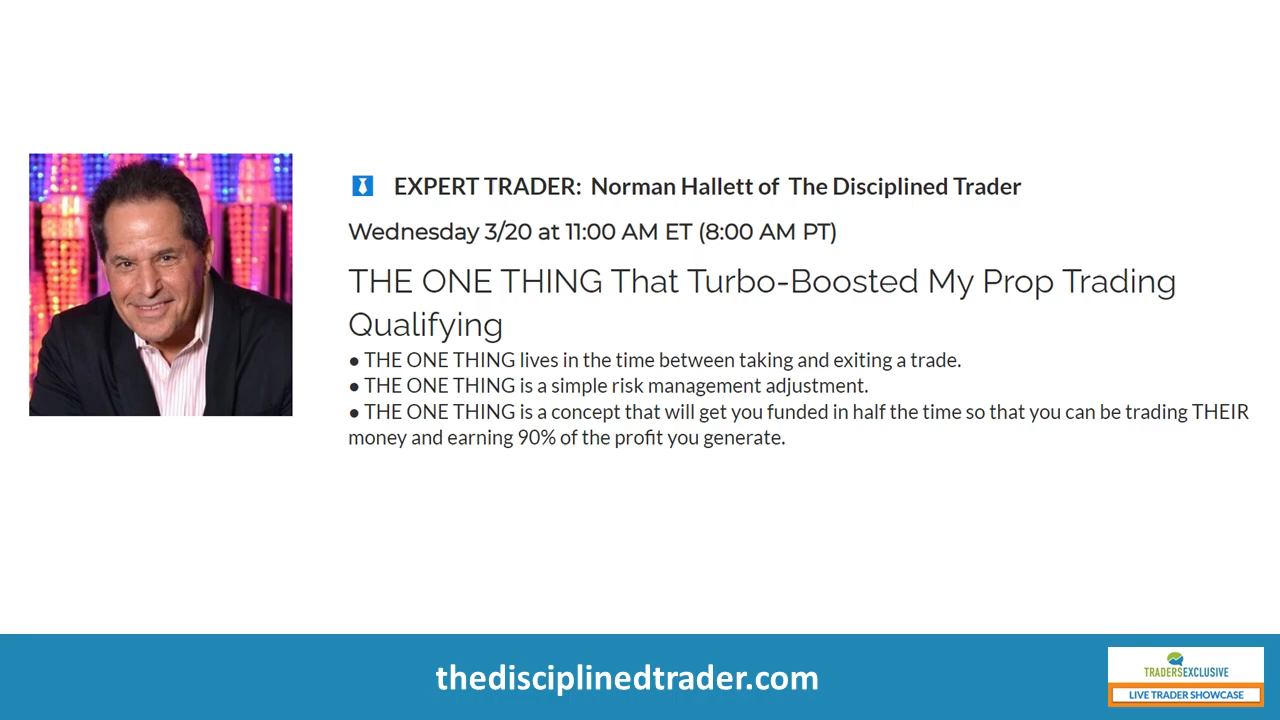 EXPERT TRADER: Norman Hallett of The Disciplined Trader
Wednesday 3/20 at 11:00 AM ET (8:00 AM PT)
THE ONE THING That Turbo-Boosted My Prop Trading
Qualifying
● THE ONE THING lives in the time between taking and exiting a trade.
● THE ONE THING is a simple risk management adjustment.
● THE ONE THING is a concept that will get you funded in half the time so that you can be trading THEIR
money and earning 90% of the profit you generate.
thedisciplinedtrader.com
TRADERSEXCLUSIVE
LIVE TRADER SHOWCASE